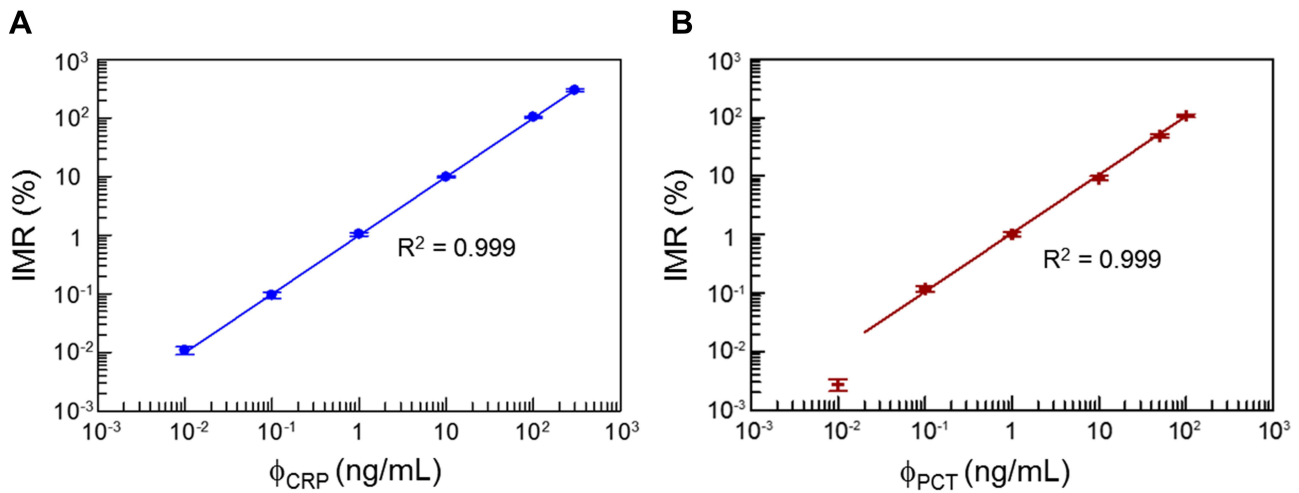 A
IMR (%)
10³
10²
10
1
10⁻¹
10⁻²
10⁻³
R² = 0.999
10⁻³ 10⁻² 10⁻¹ 1 10 10² 10³
ϕCRP (ng/mL)
B
IMR (%)
10³
10²
10
1
10⁻¹
10⁻²
10⁻³
R² = 0.999
10⁻³ 10⁻² 10⁻¹ 1 10 10² 10³
ϕPCT (ng/mL)